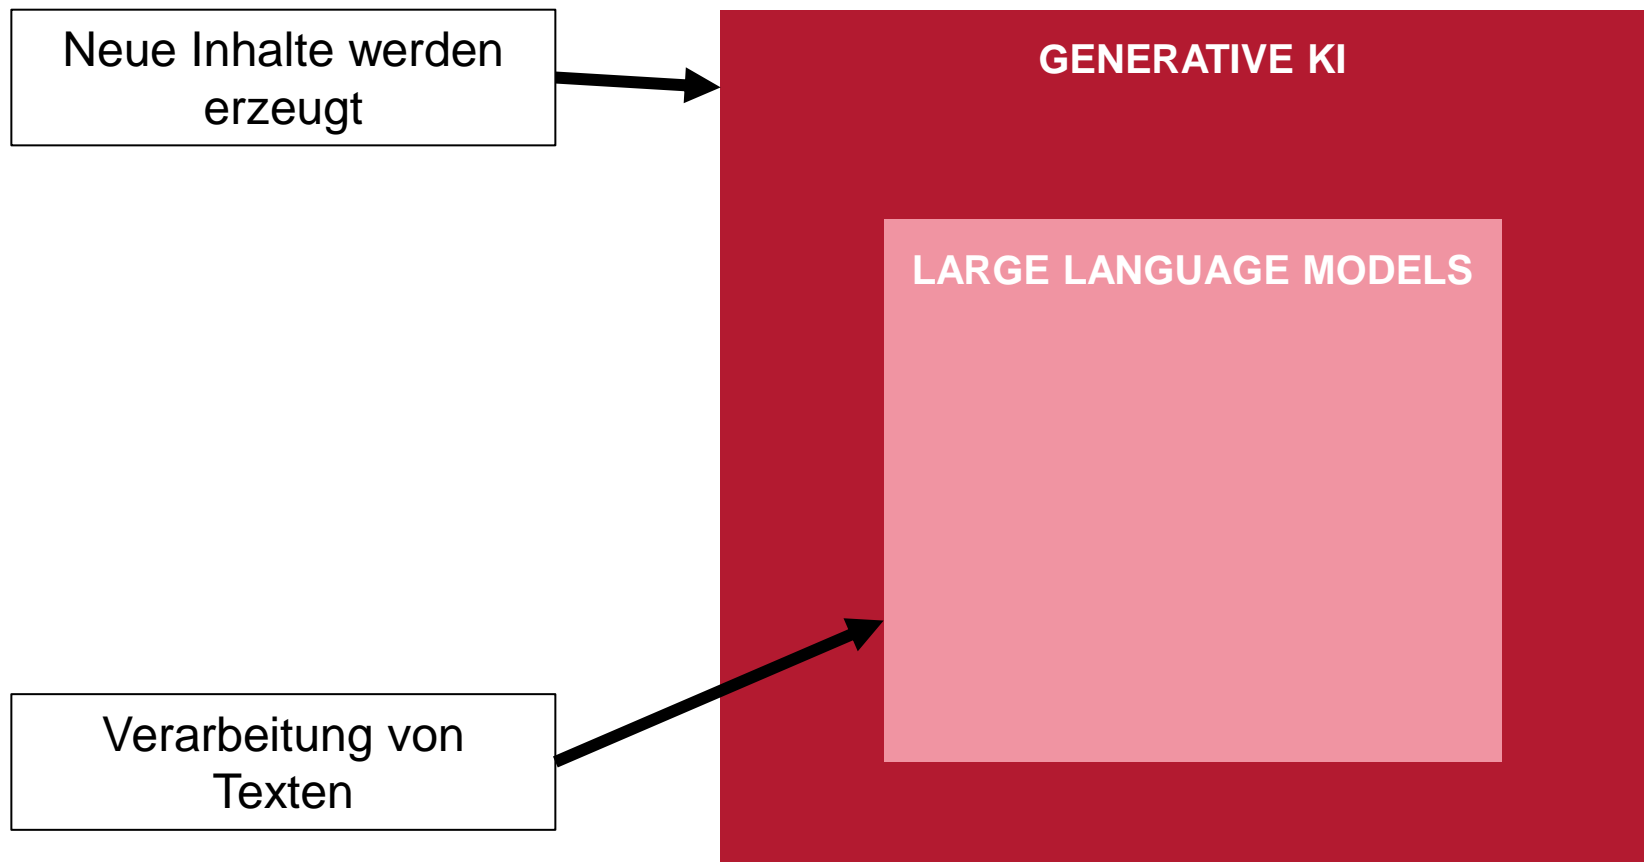 Neue Inhalte werden
erzeugt
GENERATIVE KI
LARGE LANGUAGE MODELS
Verarbeitung von
Texten